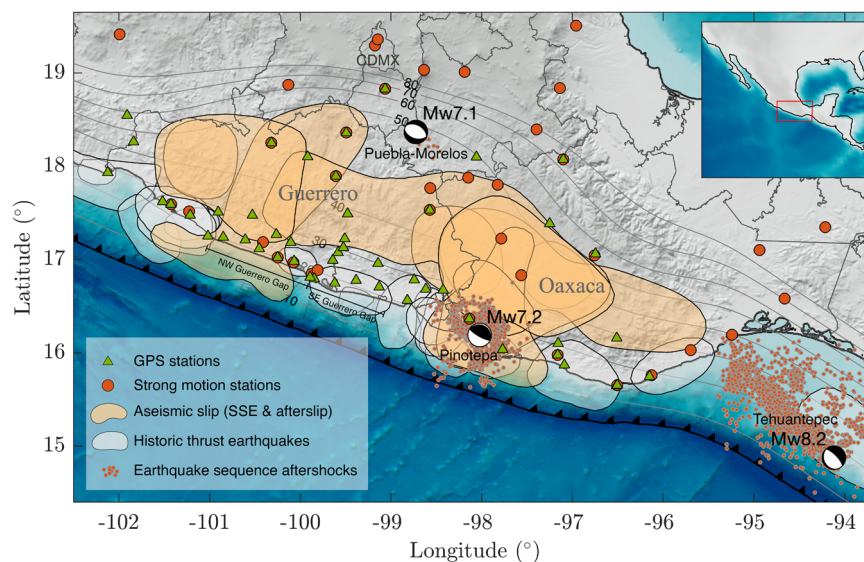 19
18
17
16
15
Latitude (°)
CDMX
80
70
60
50
Mw7.1
Puebla-Morelos
Guerrero
40
30
NW Guerrero Gap
10
SE Guerrero Gap
Oaxaca
Mw7.2
Pinotepa
Tehuantepec
Mw8.2
GPS stations
Strong motion stations
Aseismic slip (SSE & afterslip)
Historic thrust earthquakes
Earthquake sequence aftershocks
-102
-101
-100
-99
-98
-97
-96
-95
-94
Longitude (°)